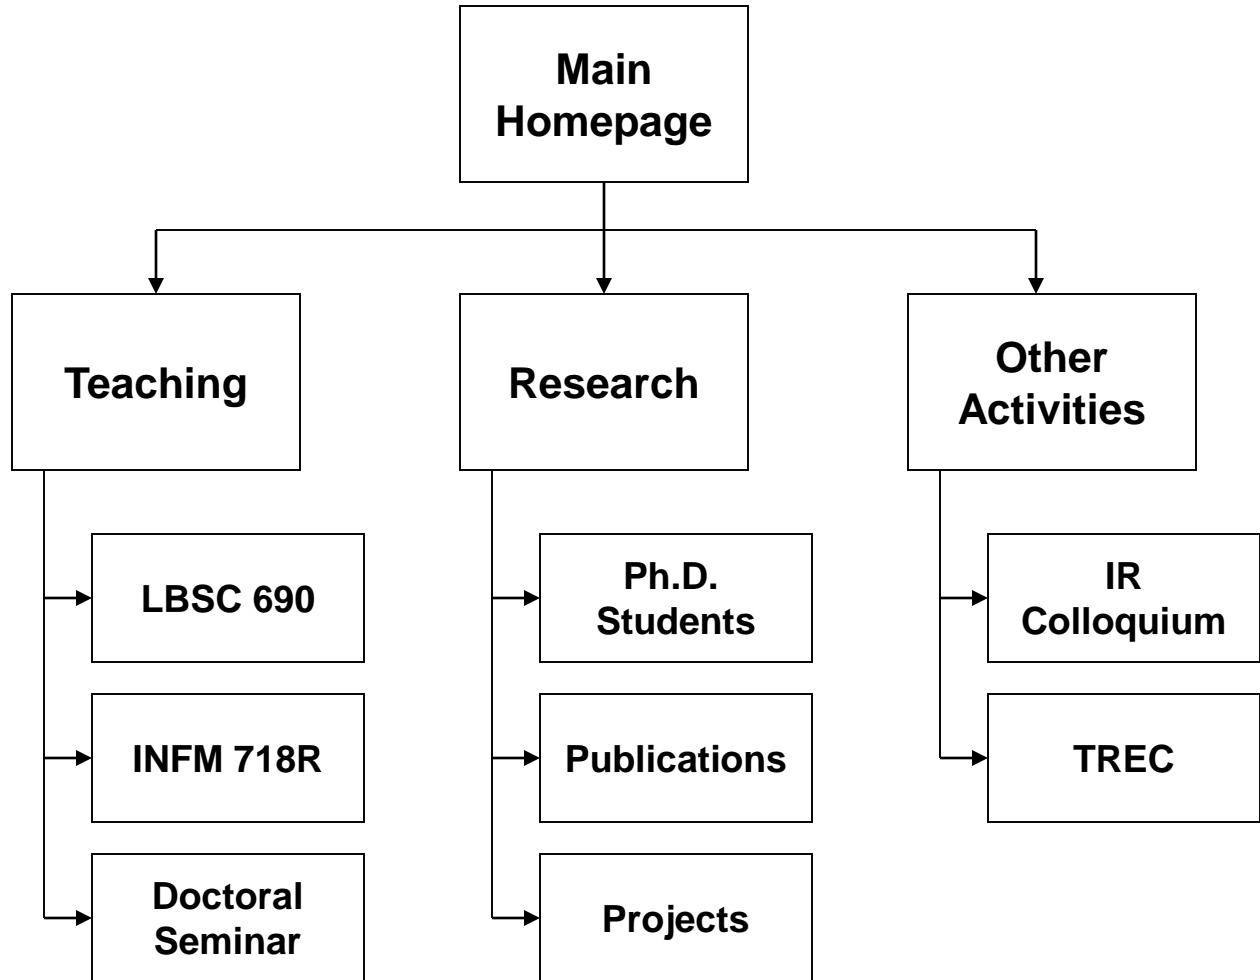 Main
Homepage
Teaching
Research
Other
Activities
LBSC 690
Ph.D.
Students
IR
Colloquium
INFM 718R
Publications
TREC
Doctoral
Seminar
Projects